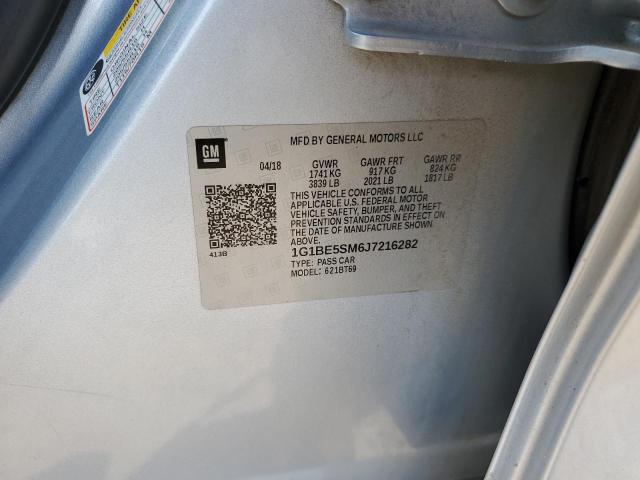 GM
MFD BY GENERAL MOTORS LLC
04/18 GVWR GAWR FRT GAWR RR
1741 KG 917 KG 824 KG
3839 LB 2021 LB 1817 LB
THIS VEHICLE CONFORMS TO ALL
APPLICABLE U.S. FEDERAL MOTOR
VEHICLE SAFETY, BUMPER, AND THEFT
PREVENTION STANDARDS IN EFFECT ON
THE DATE OF MANUFACTURE SHOWN ABOVE.
413B
1G1BE5SM6J7216282
TYPE: PASS CAR
MODEL: 621BT69